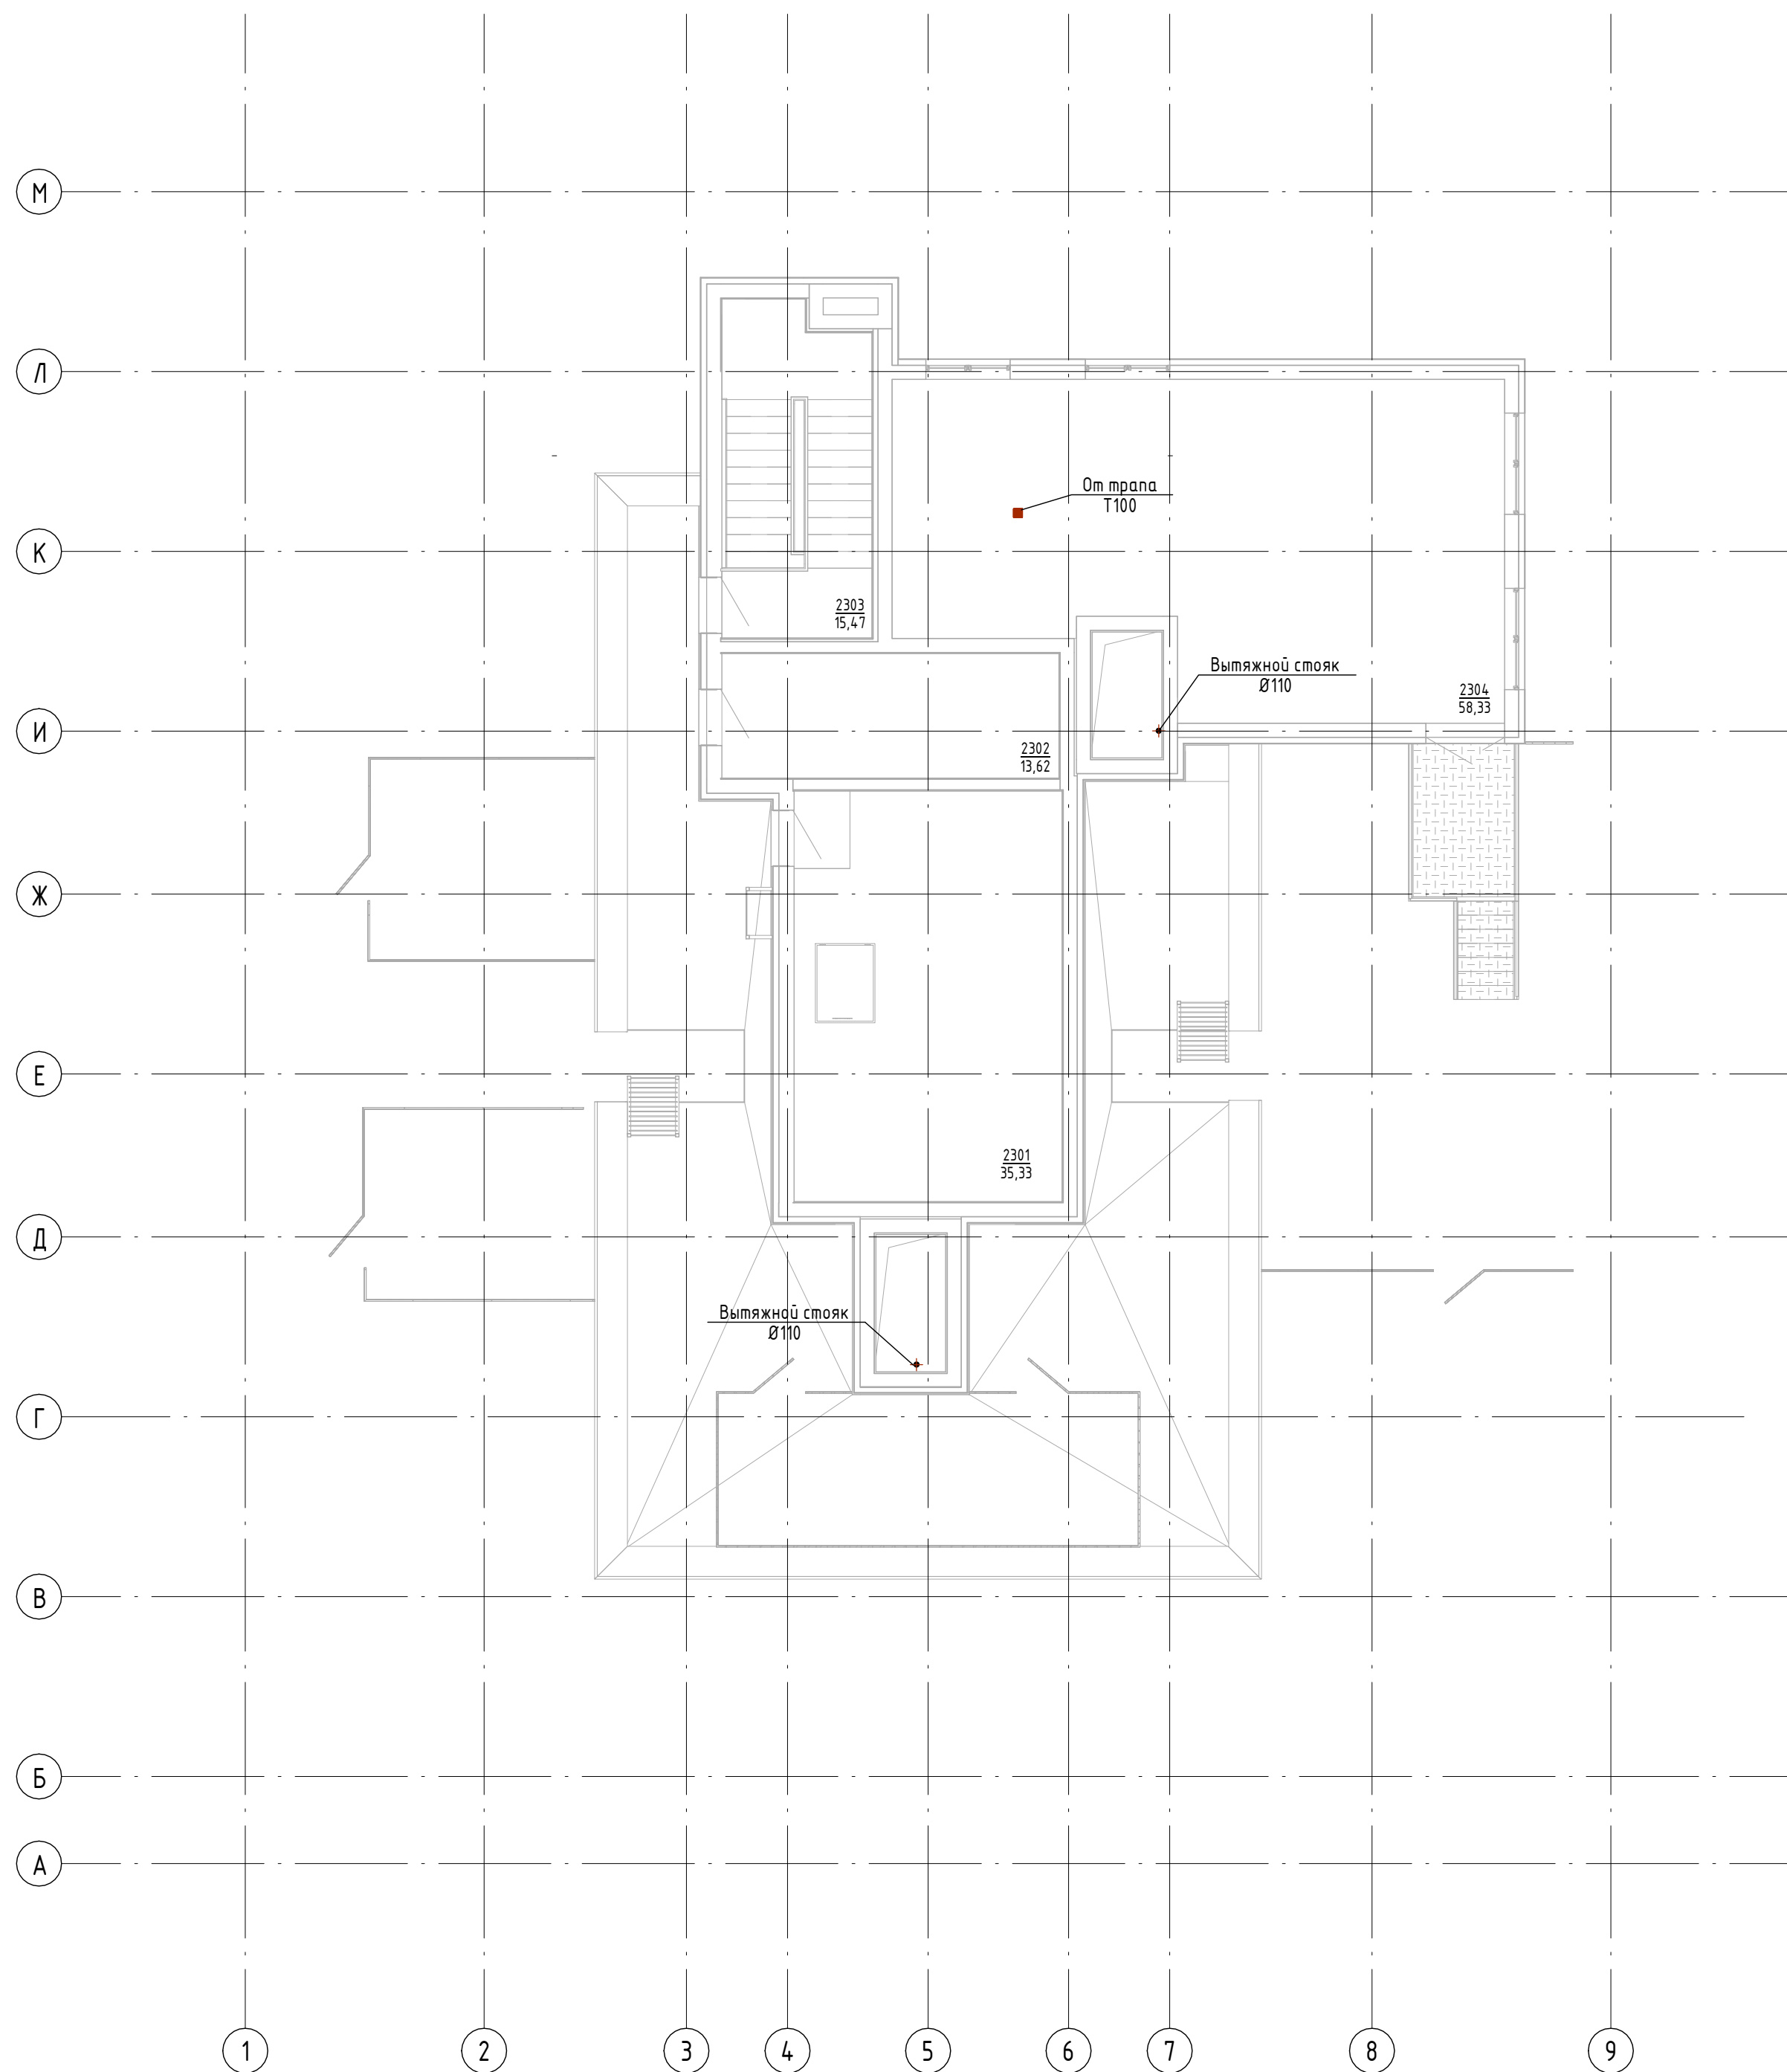 М
Л
От трапа
Т100
К
2303
15,47
Вытяжной стояк
Ø110
2304
58,33
И
2302
13,62
Ж
Е
2301
35,33
Д
Вытяжной стояк
Ø110
Г
В
Б
А
1 2 3 4 5 6 7 8 9